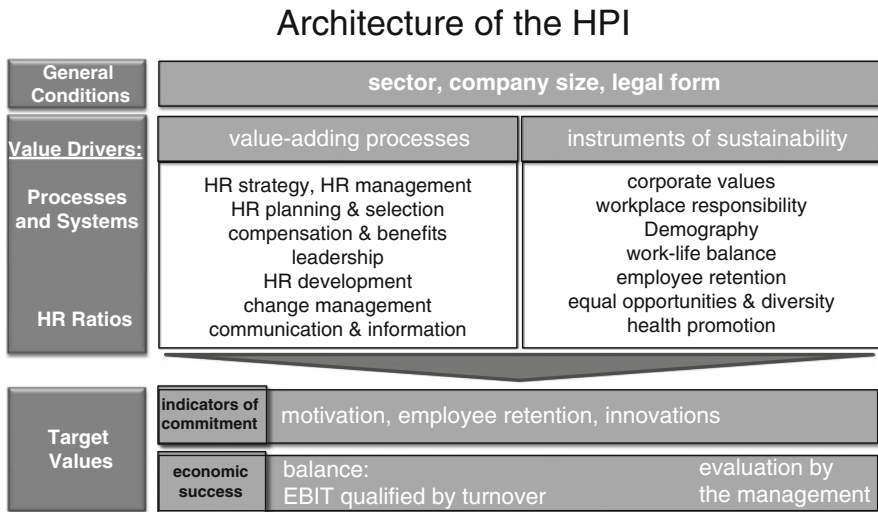 Architecture of the HPI
General
Conditions
sector, company size, legal form
Value Drivers:
Processes
and Systems
HR Ratios
value-adding processes
HR strategy, HR management
HR planning & selection
compensation & benefits
leadership
HR development
change management
communication & information
instruments of sustainability
corporate values
workplace responsibility
Demography
work-life balance
employee retention
equal opportunities & diversity
health promotion
Target
Values
indicators of
commitment
motivation, employee retention, innovations
economic
success
balance:
EBIT qualified by turnover
evaluation by
the management